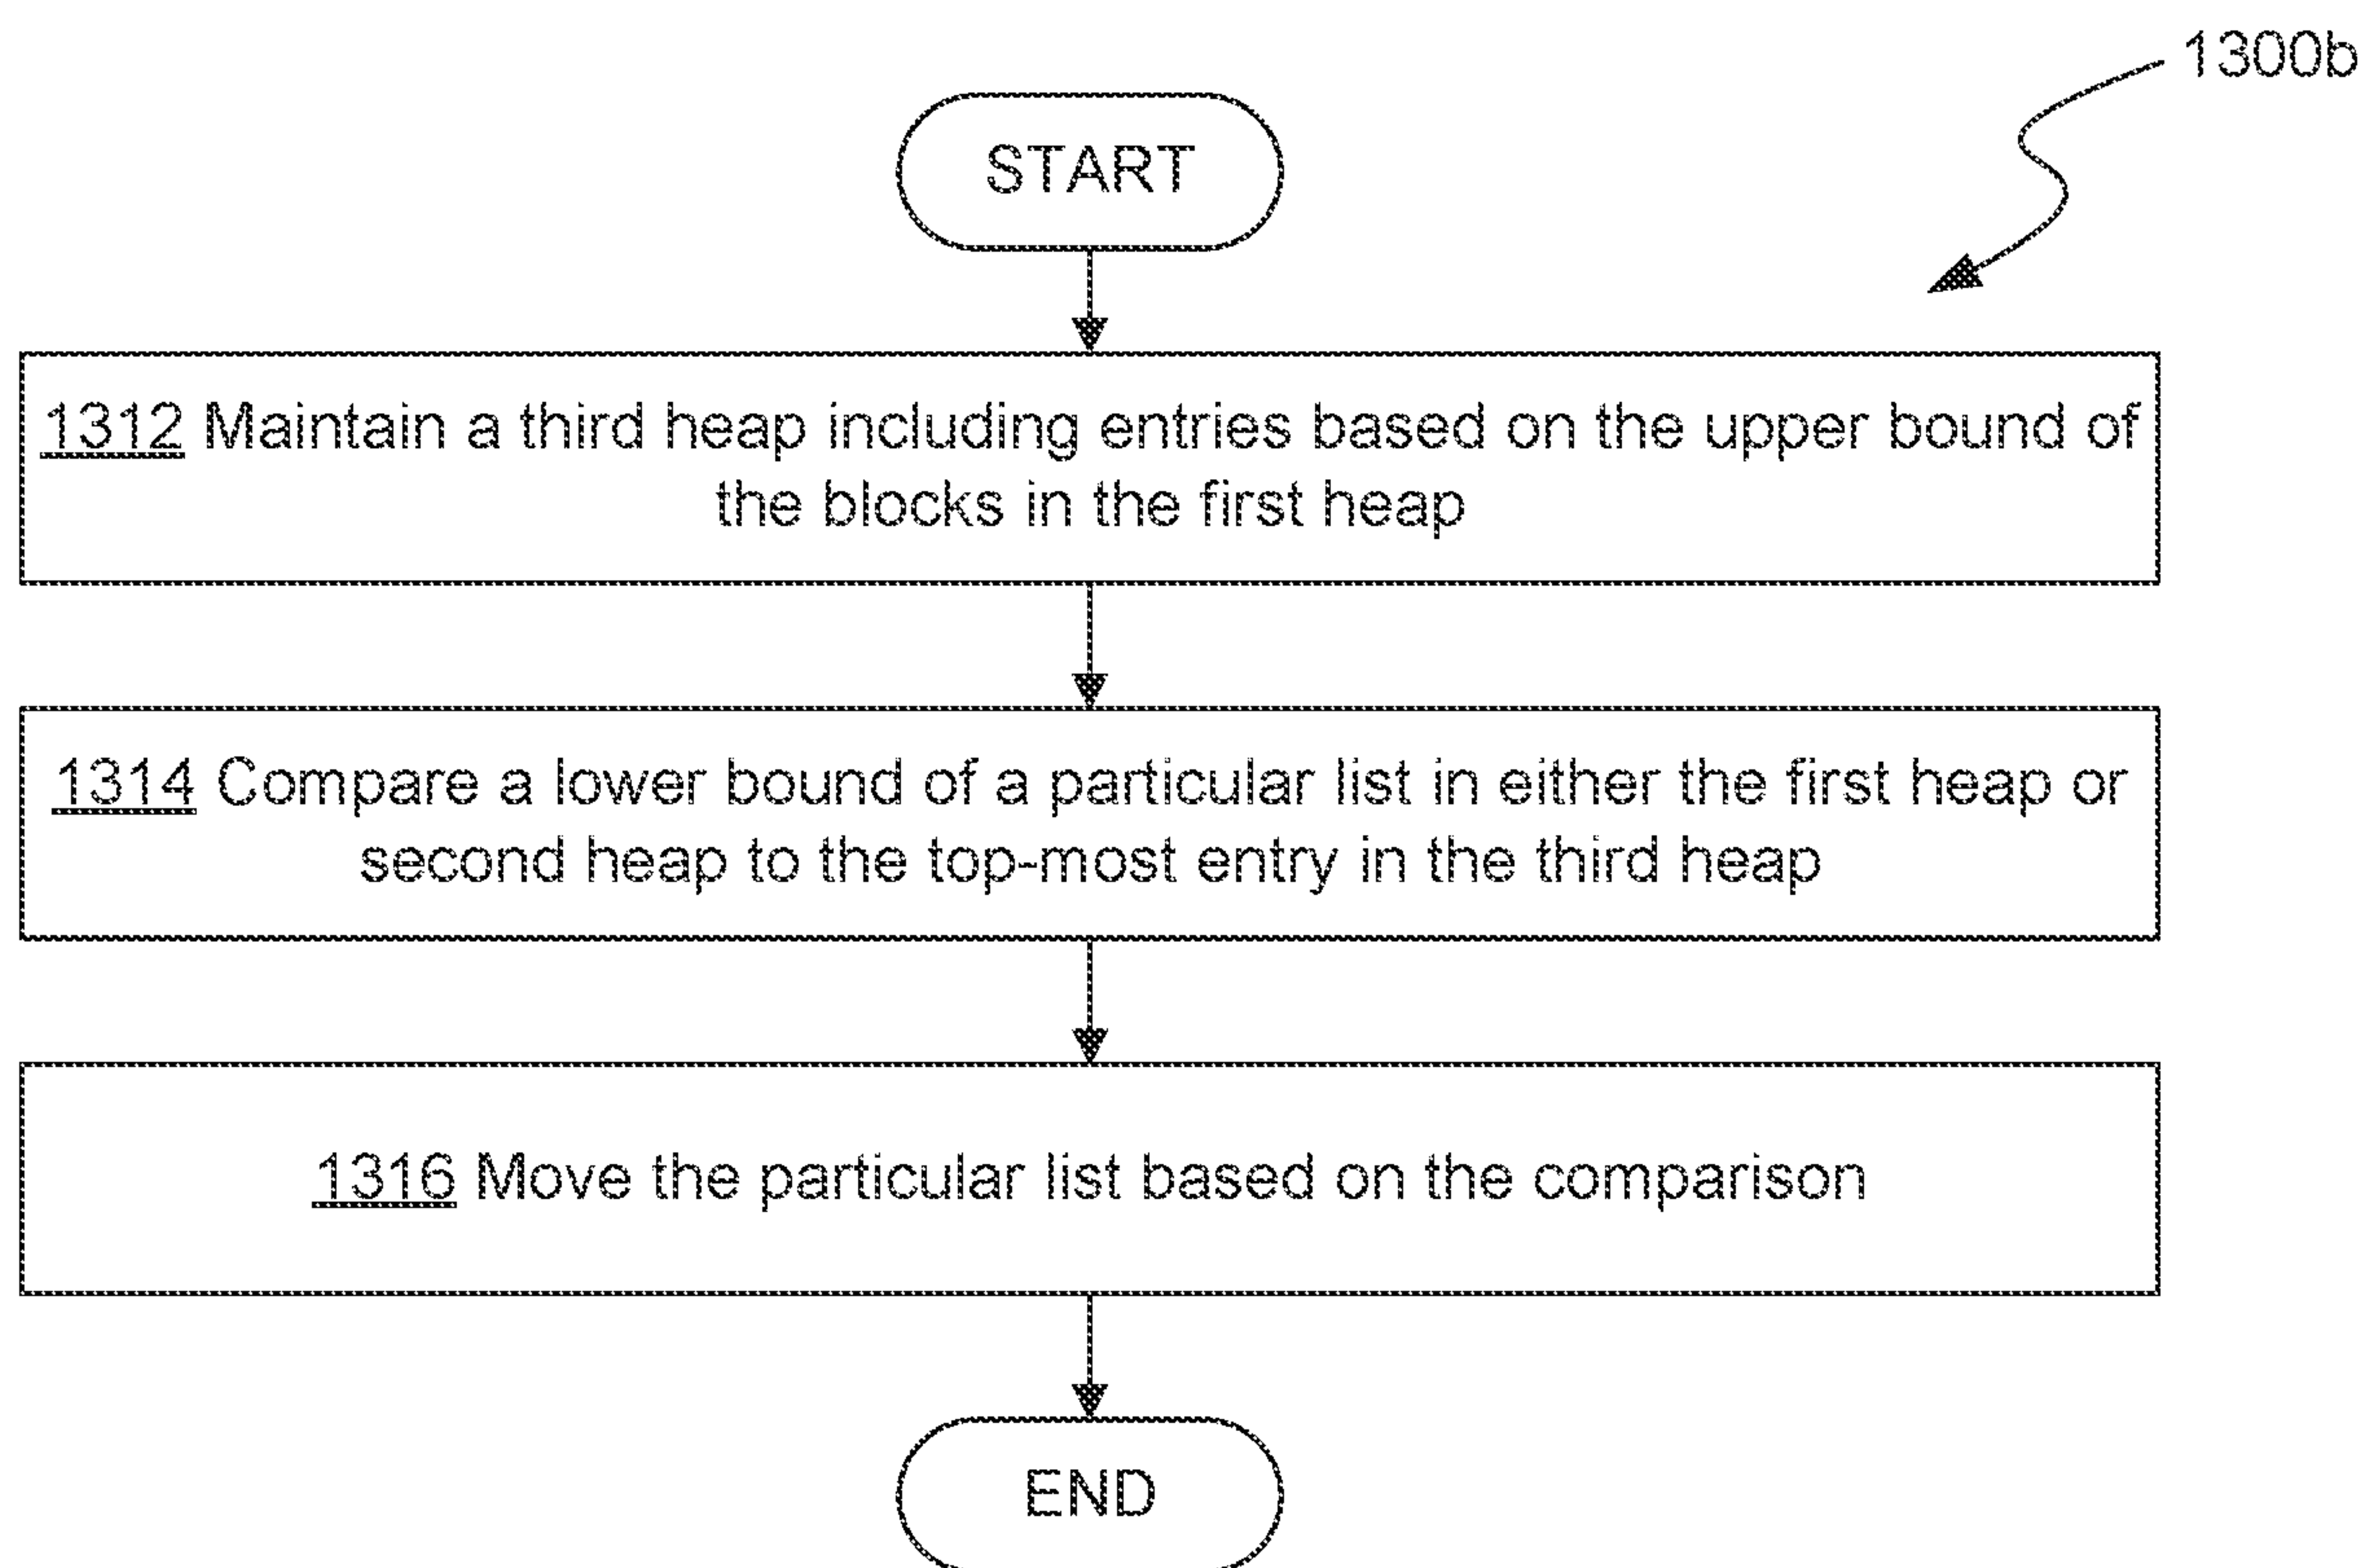 1300b
START
1312 Maintain a third heap including entries based on the upper bound of
the blocks in the first heap
1314 Compare a lower bound of a particular list in either the first heap or
second heap to the top-most entry in the third heap
1316 Move the particular list based on the comparison
END